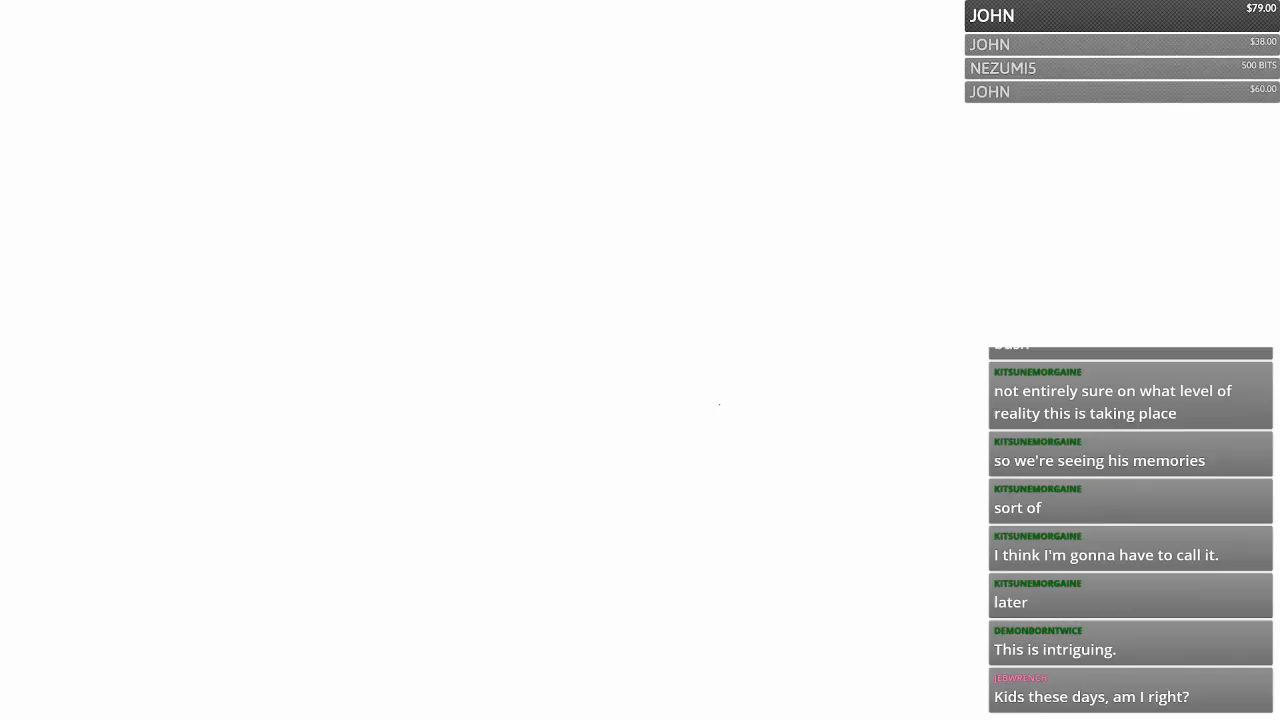 JOHN $79.00
JOHN $38.00
NEZUMI5 500 BITS
JOHN $60.00
KITSUNEMORGAINE
not entirely sure on what level of
reality this is taking place
KITSUNEMORGAINE
so we're seeing his memories
KITSUNEMORGAINE
sort of
KITSUNEMORGAINE
I think I'm gonna have to call it.
KITSUNEMORGAINE
later
DEMONBORNTWICE
This is intriguing.
JEBWRENCH
Kids these days, am I right?